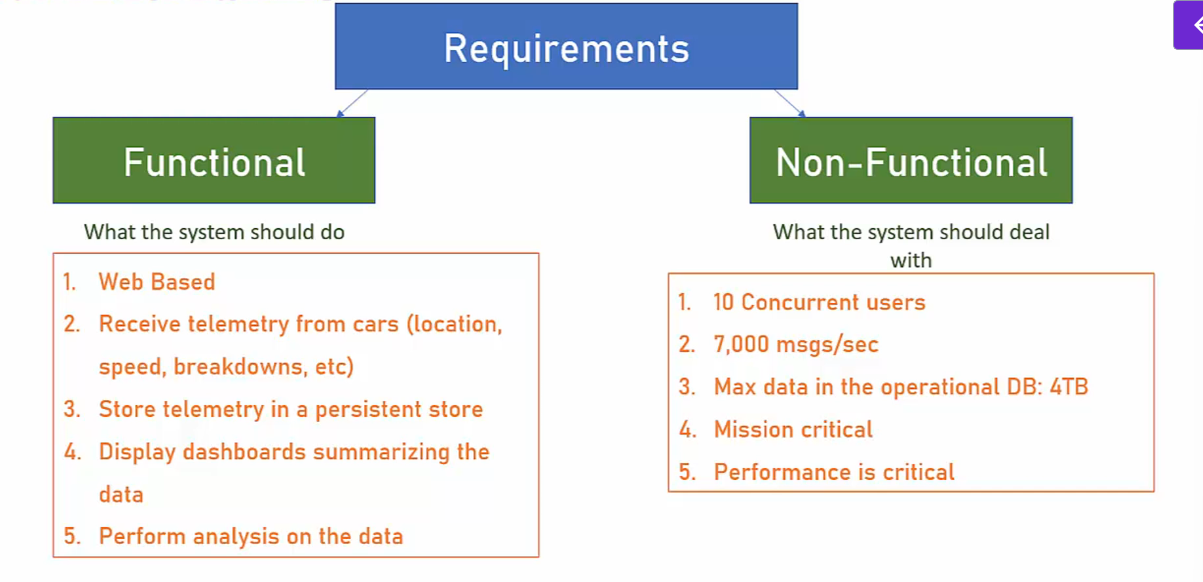 Requirements
Functional
Non-Functional
What the system should do
1. Web Based
2. Receive telemetry from cars (location,
speed, breakdowns, etc)
3. Store telemetry in a persistent store
4. Display dashboards summarizing the
data
5. Perform analysis on the data
What the system should deal
with
1. 10 Concurrent users
2. 7,000 msgs/sec
3. Max data in the operational DB: 4TB
4. Mission critical
5. Performance is critical